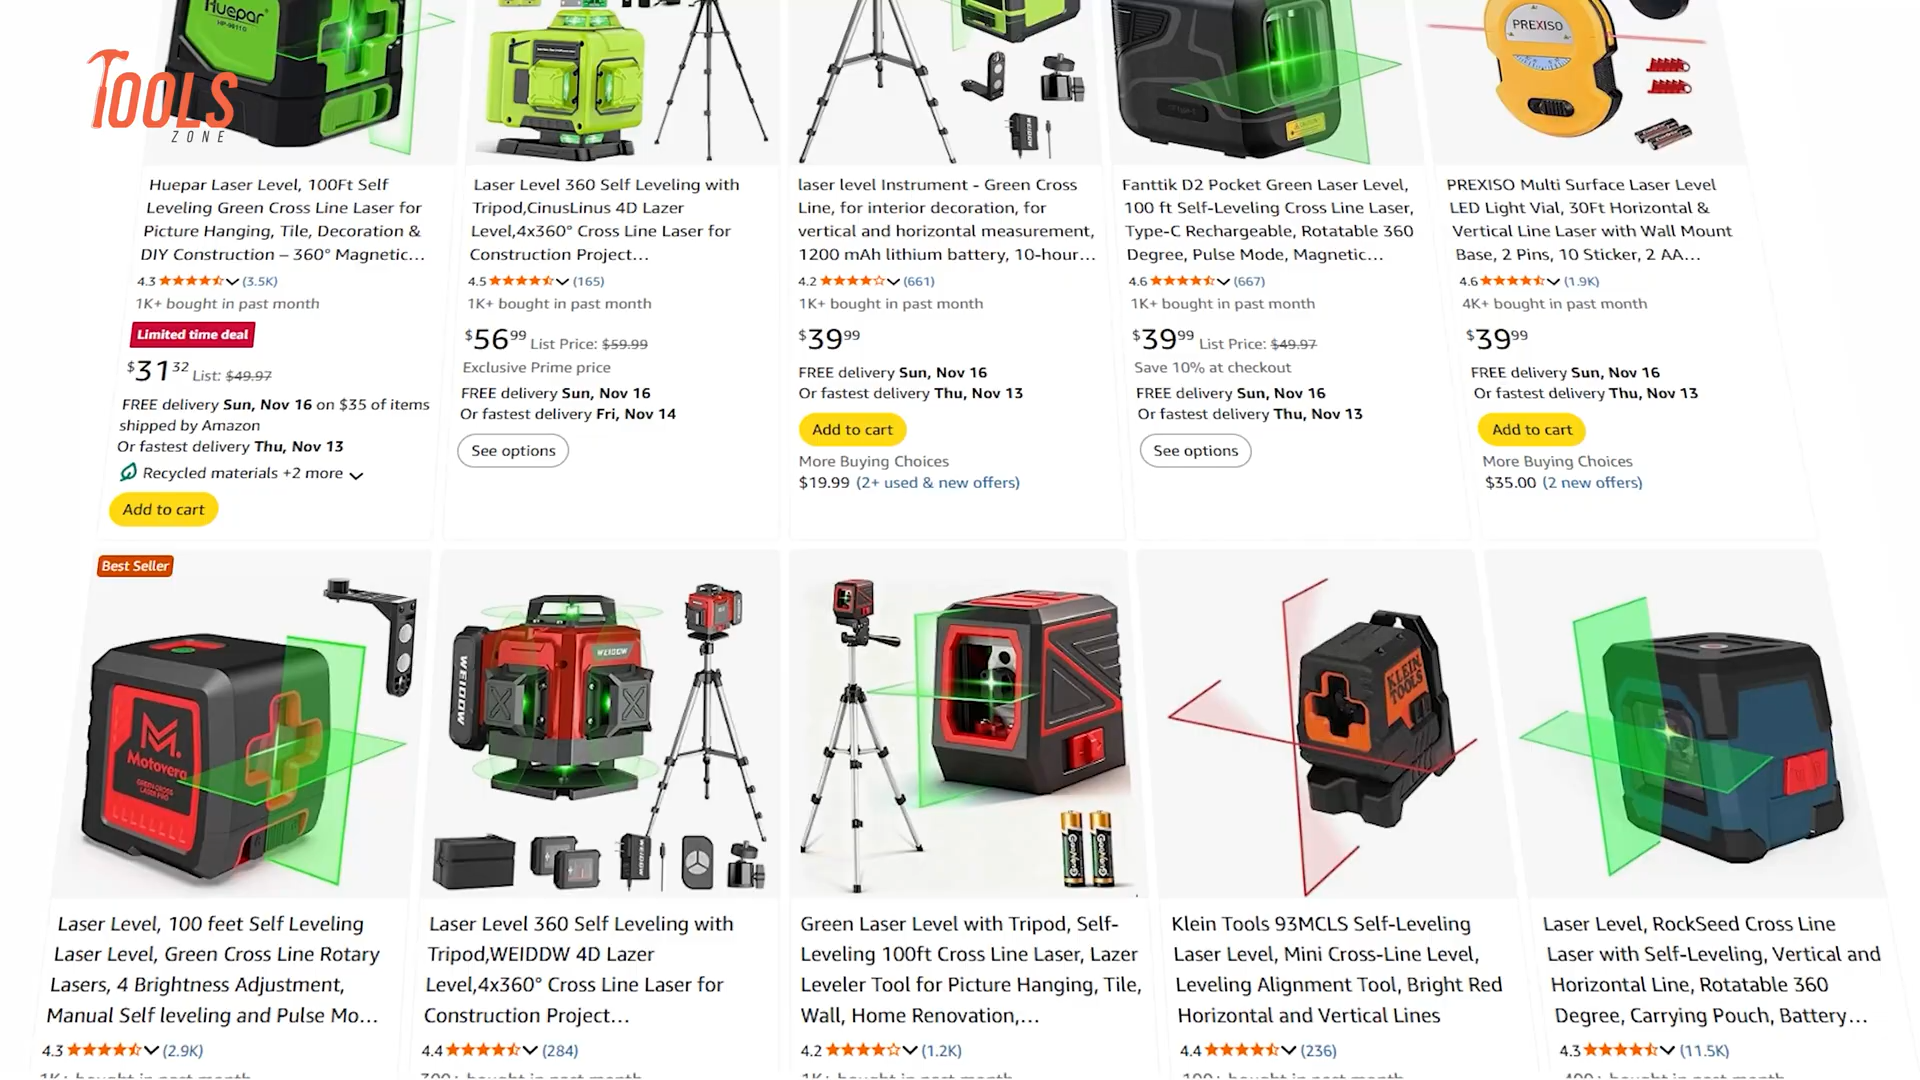 Huepar
TOOLS
ZONE
PREXISO
Huepar Laser Level, 100Ft Self
Leveling Green Cross Line Laser for
Picture Hanging, Tile, Decoration &
DIY Construction – 360° Magnetic...
4.3 (3.5K)
1K+ bought in past month
Limited time deal
$31 32 List: $49.97
FREE delivery Sun, Nov 16 on $35 of items
shipped by Amazon
Or fastest delivery Thu, Nov 13
Recycled materials +2 more
Add to cart
Laser Level 360 Self Leveling with
Tripod,CinusLinus 4D Lazer
Level,4x360° Cross Line Laser for
Construction Project...
4.5 (165)
1K+ bought in past month
$56 99 List Price: $59.99
Exclusive Prime price
FREE delivery Sun, Nov 16
Or fastest delivery Fri, Nov 14
See options
laser level Instrument - Green Cross
Line, for interior decoration, for
vertical and horizontal measurement,
1200 mAh lithium battery, 10-hour...
4.2 (661)
1K+ bought in past month
$39 99
FREE delivery Sun, Nov 16
Or fastest delivery Thu, Nov 13
Add to cart
More Buying Choices
$19.99 (2+ used & new offers)
Fanttik D2 Pocket Green Laser Level,
100 ft Self-Leveling Cross Line Laser,
Type-C Rechargeable, Rotatable 360
Degree, Pulse Mode, Magnetic...
4.6 (667)
1K+ bought in past month
$39 99 List Price: $49.97
Save 10% at checkout
FREE delivery Sun, Nov 16
Or fastest delivery Thu, Nov 13
See options
PREXISO Multi Surface Laser Level
LED Light Vial, 30Ft Horizontal &
Vertical Line Laser with Wall Mount
Base, 2 Pins, 10 Sticker, 2 AA...
4.6 (1.9K)
4K+ bought in past month
$39 99
FREE delivery Sun, Nov 16
Or fastest delivery Thu, Nov 13
Add to cart
More Buying Choices
$35.00 (2 new offers)
Best Seller
M
Motovera
GREEN CROSS
LASER PRO
Laser Level, 100 feet Self Leveling
Laser Level, Green Cross Line Rotary
Lasers, 4 Brightness Adjustment,
Manual Self leveling and Pulse Mo...
4.3 (2.9K)
1K+ bought in past month
WEIDDW
WEIDDW
WEIDDW
Laser Level 360 Self Leveling with
Tripod,WEIDDW 4D Lazer
Level,4x360° Cross Line Laser for
Construction Project...
4.4 (284)
Green Laser Level with Tripod, Self-
Leveling 100ft Cross Line Laser, Lazer
Leveler Tool for Picture Hanging, Tile,
Wall, Home Renovation,...
4.2 (1.2K)
1K+ bought in past month
KLEIN
TOOLS
Klein Tools 93MCLS Self-Leveling
Laser Level, Mini Cross-Line Level,
Leveling Alignment Tool, Bright Red
Horizontal and Vertical Lines
4.4 (236)
Laser Level, RockSeed Cross Line
Laser with Self-Leveling, Vertical and
Horizontal Line, Rotatable 360
Degree, Carrying Pouch, Battery...
4.3 (11.5K)